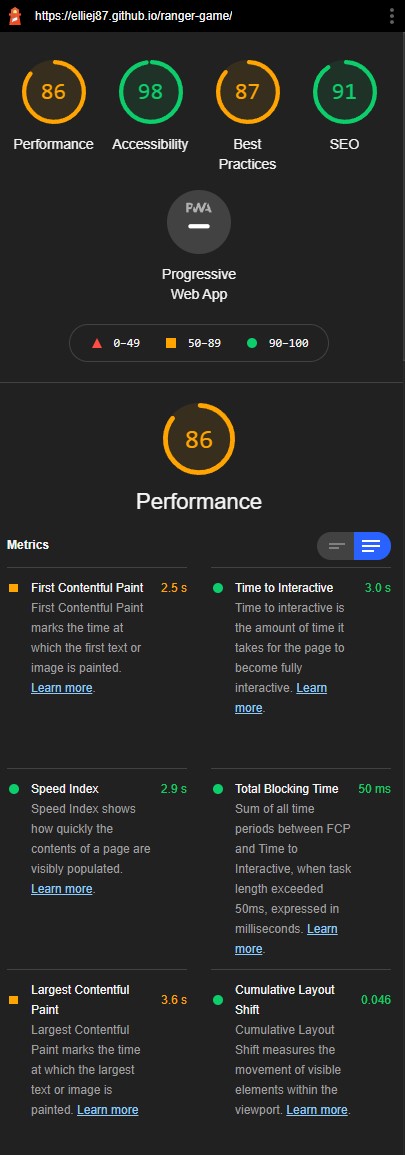 https://elliej87.github.io/ranger-game/
86
98
87
91
Performance
Accessibility
Best
Practices
SEO
PWA
Progressive
Web App
0–49
50–89
90–100
86
Performance
Metrics
First Contentful Paint 2.5 s
First Contentful Paint
marks the time at
which the first text or
image is painted.
Learn more.
Time to Interactive 3.0 s
Time to interactive is
the amount of time it
takes for the page to
become fully
interactive. Learn
more.
Speed Index 2.9 s
Speed Index shows
how quickly the
contents of a page are
visibly populated.
Learn more.
Total Blocking Time 50 ms
Sum of all time
periods between FCP
and Time to
Interactive, when task
length exceeded
50ms, expressed in
milliseconds. Learn
more.
Largest Contentful
Paint 3.6 s
Largest Contentful
Paint marks the time
at which the largest
text or image is
painted. Learn more
Cumulative Layout
Shift 0.046
Cumulative Layout
Shift measures the
movement of visible
elements within the
viewport. Learn more.